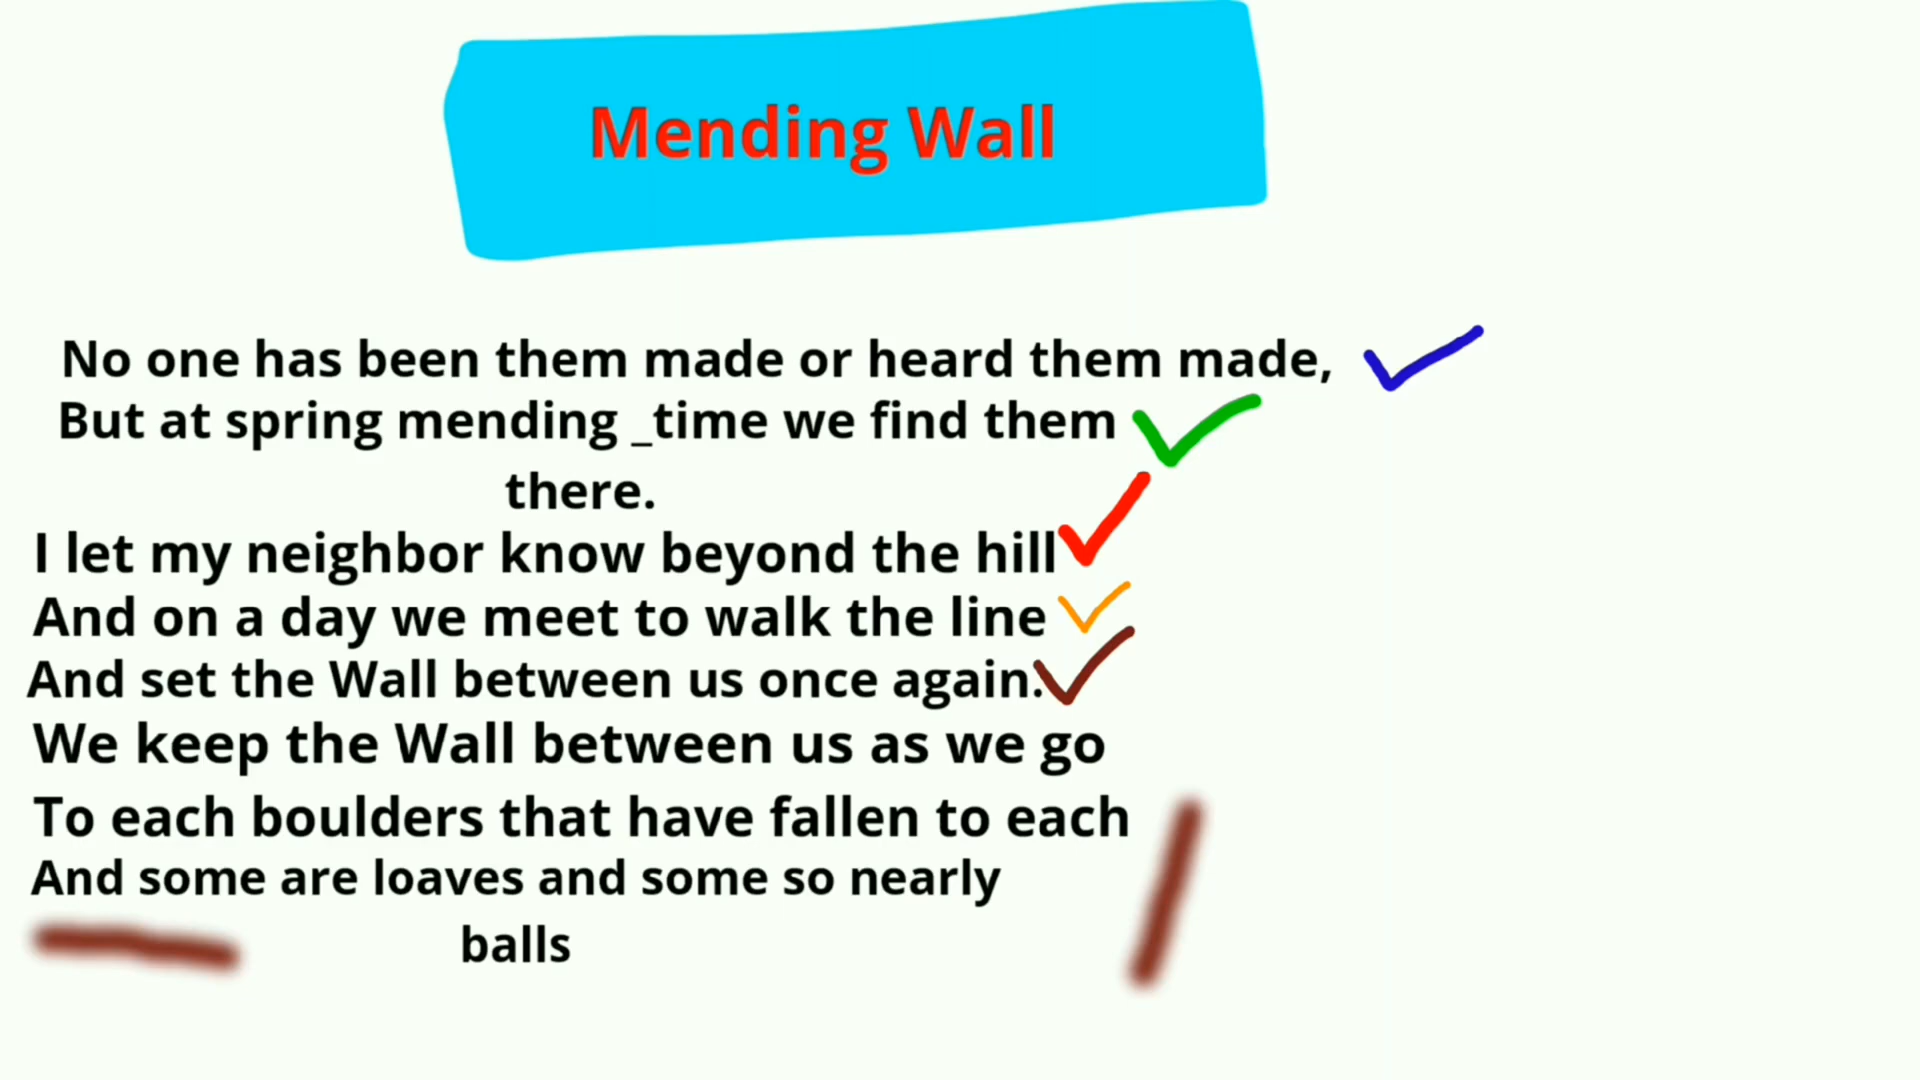 Mending Wall
No one has been them made or heard them made,
But at spring mending _time we find them
there.
I let my neighbor know beyond the hill
And on a day we meet to walk the line
And set the Wall between us once again.
We keep the Wall between us as we go
To each boulders that have fallen to each
And some are loaves and some so nearly
balls